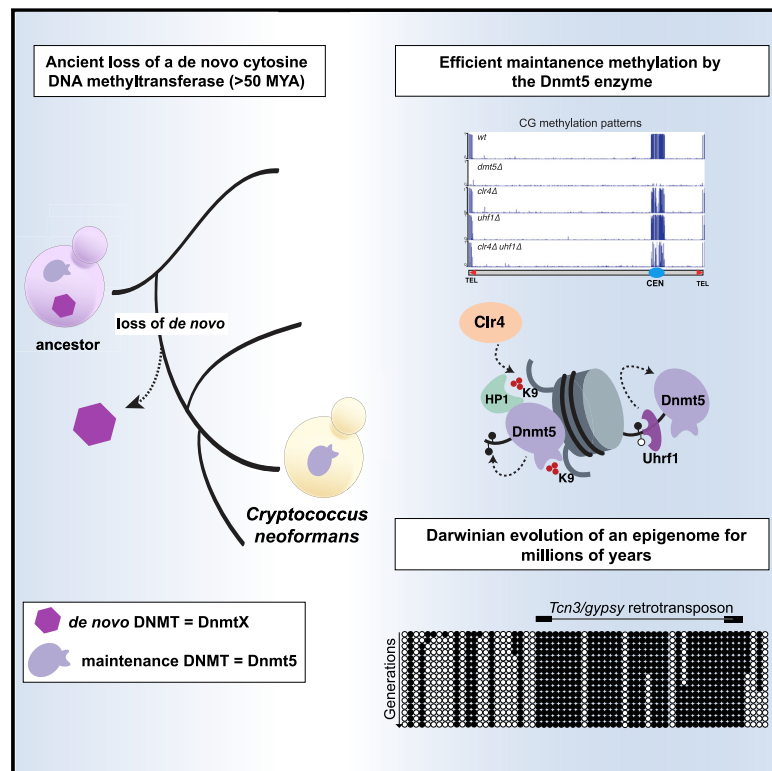 Ancient loss of a de novo cytosine
DNA methyltransferase (>50 MYA)
ancestor
loss of de novo
Cryptococcus
neoformans
de novo DNMT = DnmtX
maintenance DNMT = Dnmt5
Efficient maintanence methylation by
the Dnmt5 enzyme
CG methylation patterns
wt
dmt5Δ
clr4Δ
uhf1Δ
clr4Δ uhf1Δ
TEL
CEN
TEL
Clr4
K9
HP1
Dnmt5
Dnmt5
Uhrf1
K9
Darwinian evolution of an epigenome for
millions of years
Tcn3/gypsy retrotransposon
Generations